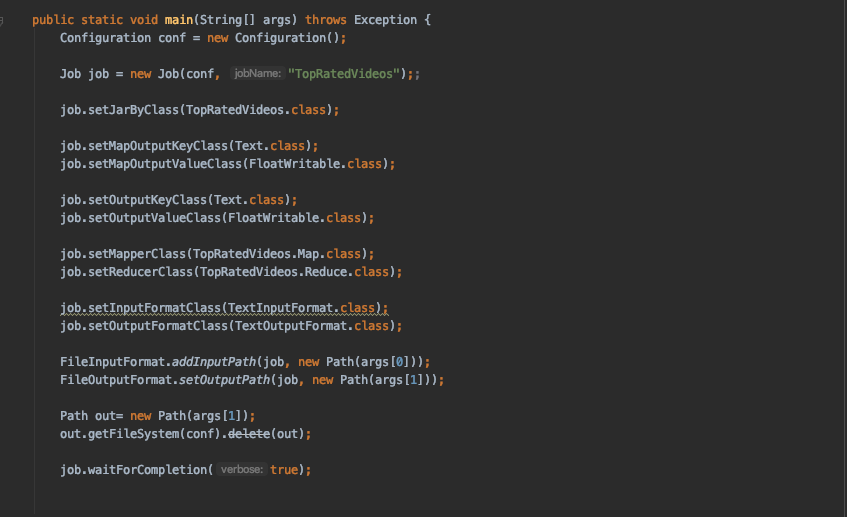 public static void main(String[] args) throws Exception {
Configuration conf = new Configuration();
Job job = new Job(conf, jobName: "TopRatedVideos");;
job.setJarByClass(TopRatedVideos.class);
job.setMapOutputKeyClass(Text.class);
job.setMapOutputValueClass(FloatWritable.class);
job.setOutputKeyClass(Text.class);
job.setOutputValueClass(FloatWritable.class);
job.setMapperClass(TopRatedVideos.Map.class);
job.setReducerClass(TopRatedVideos.Reduce.class);
job.setInputFormatClass(TextInputFormat.class);
job.setOutputFormatClass(TextOutputFormat.class);
FileInputFormat.addInputPath(job, new Path(args[0]));
FileOutputFormat.setOutputPath(job, new Path(args[1]));
Path out= new Path(args[1]);
out.getFileSystem(conf).delete(out);
job.waitForCompletion( verbose: true);